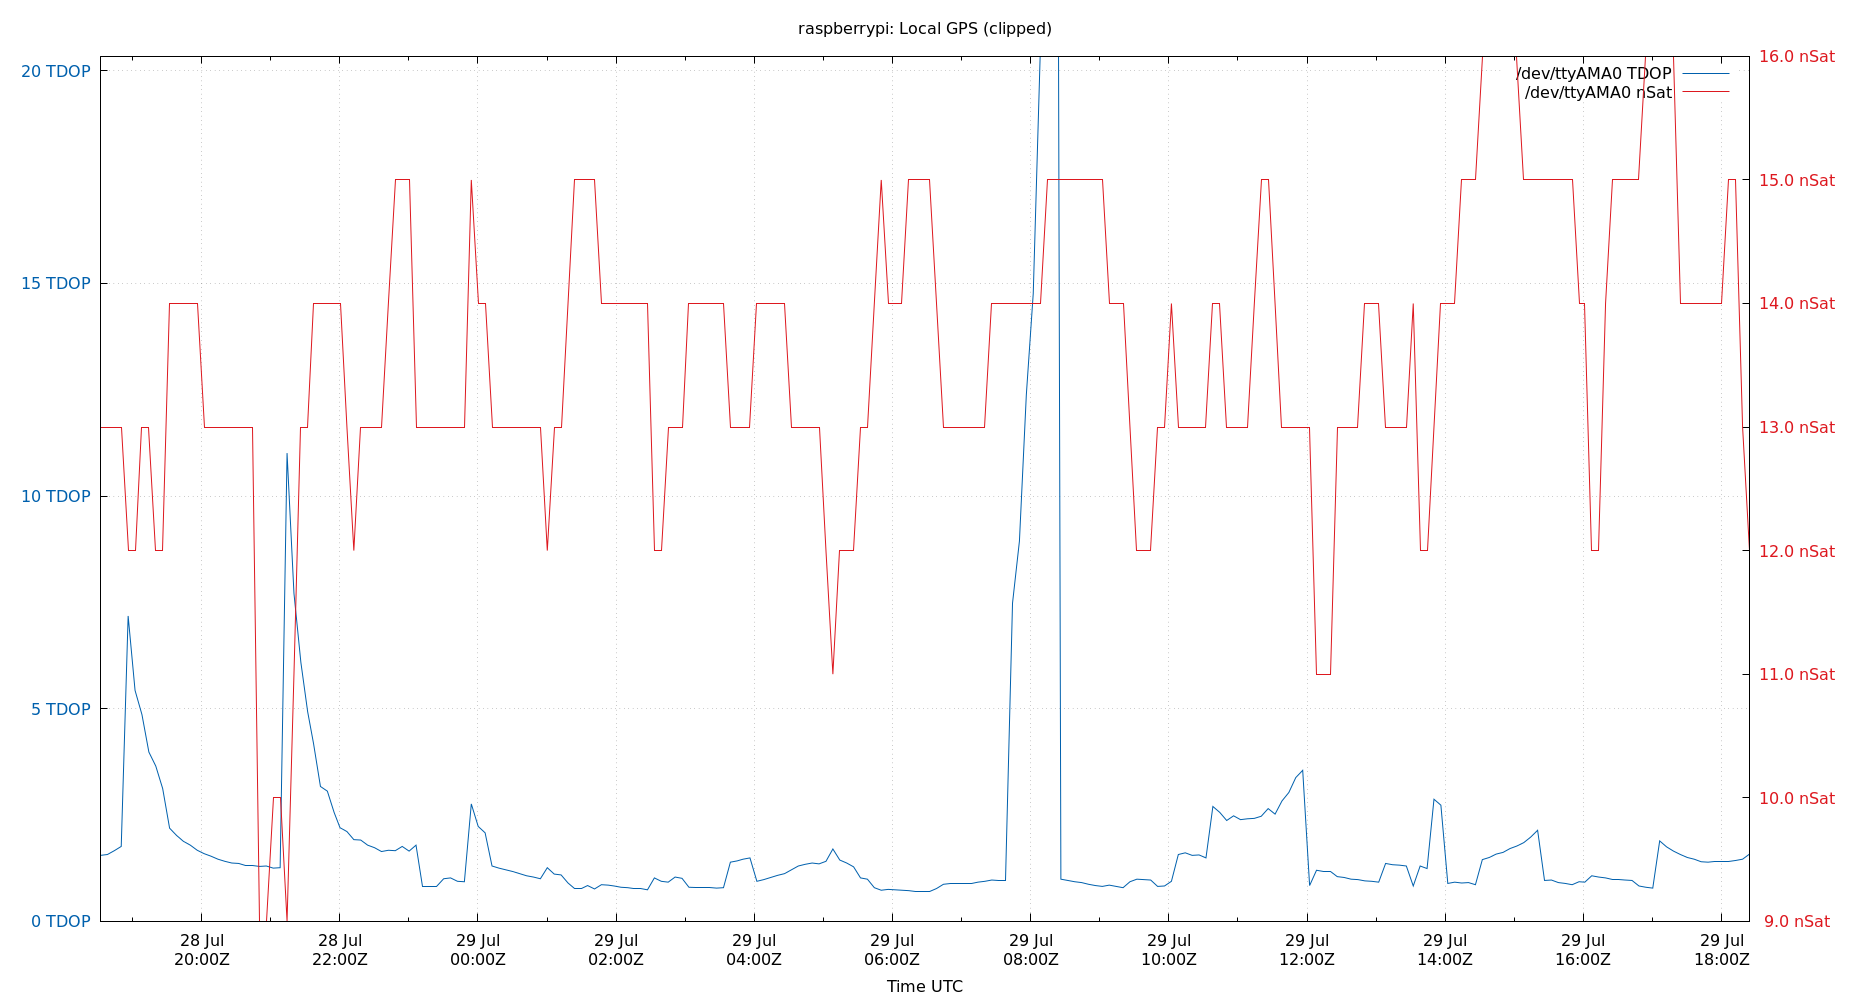 raspberrypi: Local GPS (clipped)
20 TDOP
15 TDOP
10 TDOP
5 TDOP
0 TDOP
16.0 nSat
15.0 nSat
14.0 nSat
13.0 nSat
12.0 nSat
11.0 nSat
10.0 nSat
9.0 nSat
/dev/ttyAMA0 TDOP
/dev/ttyAMA0 nSat
28 Jul
20:00Z
28 Jul
22:00Z
29 Jul
00:00Z
29 Jul
02:00Z
29 Jul
04:00Z
29 Jul
06:00Z
29 Jul
08:00Z
29 Jul
10:00Z
29 Jul
12:00Z
29 Jul
14:00Z
29 Jul
16:00Z
29 Jul
18:00Z
Time UTC